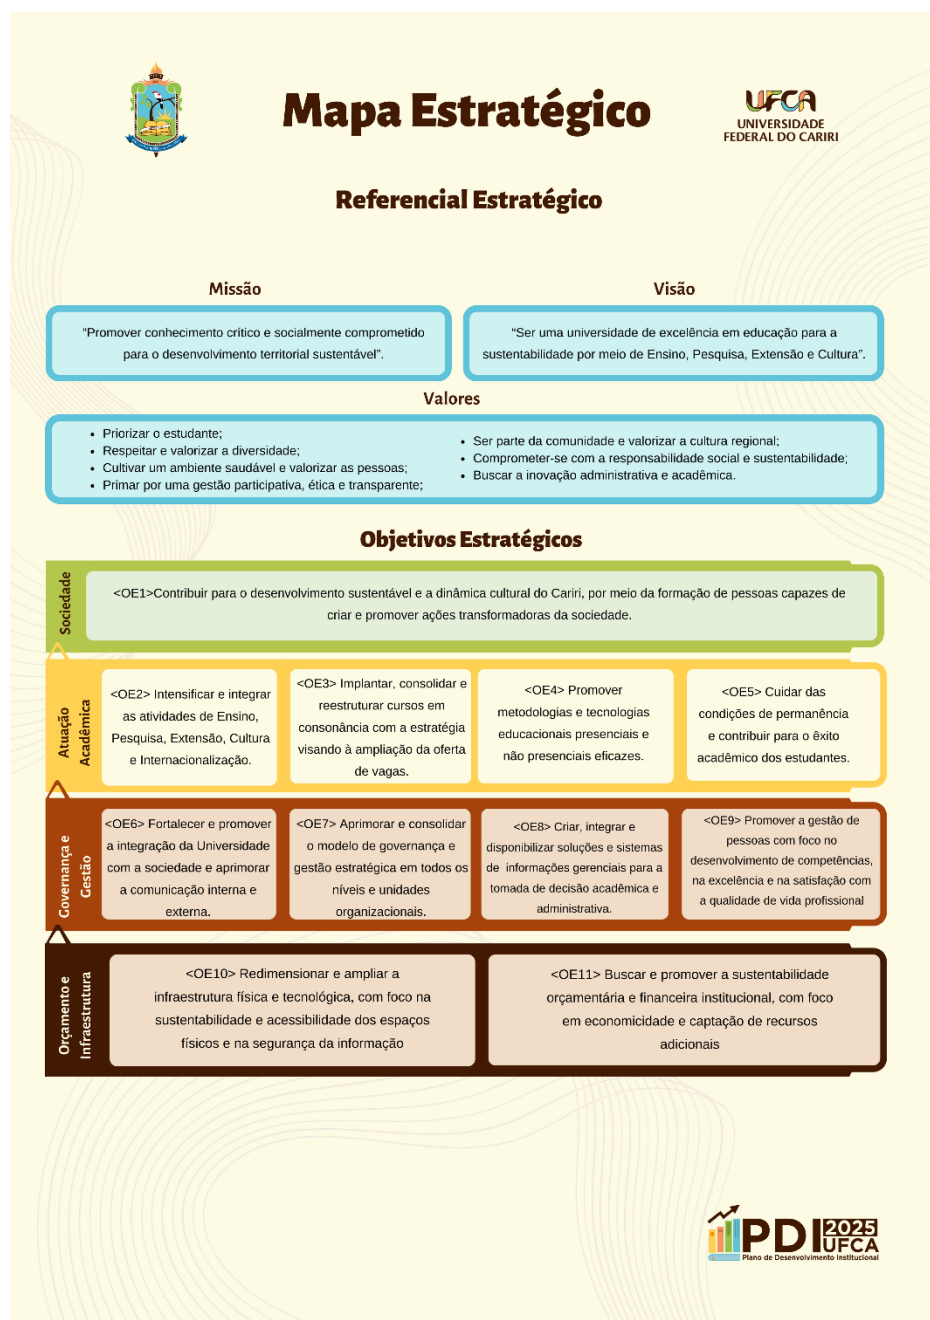 Mapa Estratégico
UFCA
UNIVERSIDADE
FEDERAL DO CARIRI
Referencial Estratégico
Missão
“Promover conhecimento crítico e socialmente comprometido
para o desenvolvimento territorial sustentável”.
Visão
“Ser uma universidade de excelência em educação para a
sustentabilidade por meio de Ensino, Pesquisa, Extensão e Cultura”.
Valores
• Priorizar o estudante;
• Respeitar e valorizar a diversidade;
• Cultivar um ambiente saudável e valorizar as pessoas;
• Primar por uma gestão participativa, ética e transparente;
• Ser parte da comunidade e valorizar a cultura regional;
• Comprometer-se com a responsabilidade social e sustentabilidade;
• Buscar a inovação administrativa e acadêmica.
Objetivos Estratégicos
Sociedade
<OE1>Contribuir para o desenvolvimento sustentável e a dinâmica cultural do Cariri, por meio da formação de pessoas capazes de
criar e promover ações transformadoras da sociedade.
Atuação
Acadêmica
<OE2> Intensificar e integrar
as atividades de Ensino,
Pesquisa, Extensão, Cultura
e Internacionalização.
<OE3> Implantar, consolidar e
reestruturar cursos em
consonância com a estratégia
visando à ampliação da oferta
de vagas.
<OE4> Promover
metodologias e tecnologias
educacionais presenciais e
não presenciais eficazes.
<OE5> Cuidar das
condições de permanência
e contribuir para o êxito
acadêmico dos estudantes.
Governança e
Gestão
<OE6> Fortalecer e promover
a integração da Universidade
com a sociedade e aprimorar
a comunicação interna e
externa.
<OE7> Aprimorar e consolidar
o modelo de governança e
gestão estratégica em todos os
níveis e unidades
organizacionais.
<OE8> Criar, integrar e
disponibilizar soluções e sistemas
de informações gerenciais para a
tomada de decisão acadêmica e
administrativa.
<OE9> Promover a gestão de
pessoas com foco no
desenvolvimento de competências,
na excelência e na satisfação com
a qualidade de vida profissional
Orçamento e
Infraestrutura
<OE10> Redimensionar e ampliar a
infraestrutura física e tecnológica, com foco na
sustentabilidade e acessibilidade dos espaços
físicos e na segurança da informação
<OE11> Buscar e promover a sustentabilidade
orçamentária e financeira institucional, com foco
em economicidade e captação de recursos
adicionais
PDI 2025
UFCA
Plano de Desenvolvimento Institucional